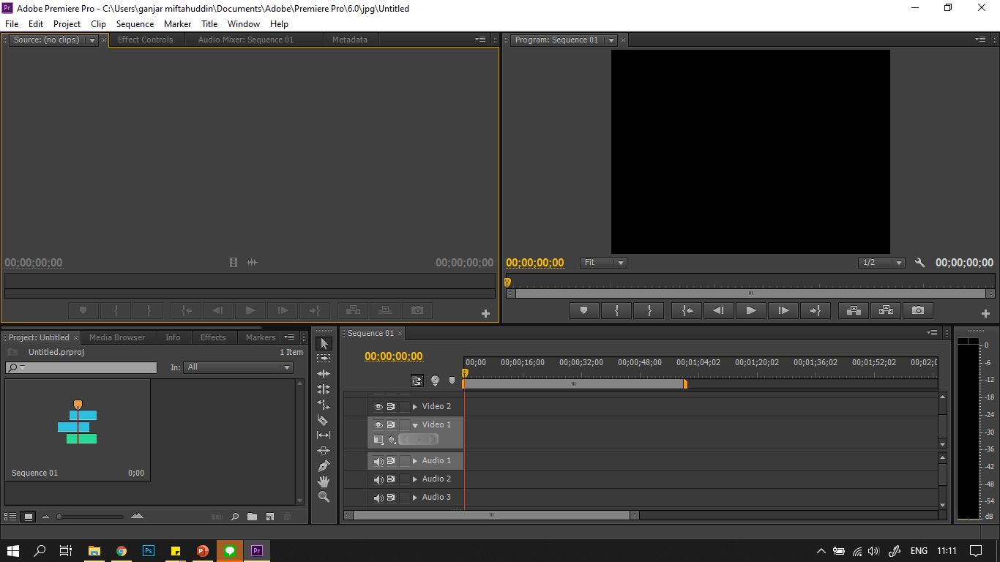 Pr Adobe Premiere Pro - C:\Users\ganjar miftahuddin\Documents\Adobe\Premiere Pro\6.0\jpg\Untitled
File Edit Project Clip Sequence Marker Title Window Help
Source: (no clips) Effect Controls Audio Mixer: Sequence 01 Metadata
Program: Sequence 01
00;00;00;00 00;00;00;00
00;00;00;00 Fit 1/2 00;00;00;00
Project: Untitled Media Browser Info Effects Markers
Untitled.prproj 1 Item
In: All
Sequence 01 0;00
Sequence 01
00;00;00;00
00;00 00;00;16;00 00;00;32;00 00;00;48;00 00;01;04;02 00;01;20;02 00;01;36;02 00;01;52;02 00;02;0
Video 2
Video 1
Audio 1
Audio 2
Audio 3
0
-6
-12
-18
-24
-30
-36
-42
-48
-54
dB
Ps Pr ENG 11:11